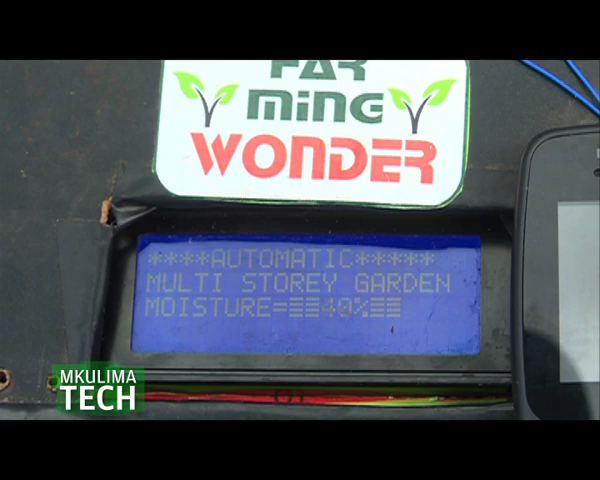 FAR
MING
WONDER
****AUTOMATIC*****
MULTI STOREY GARDEN
MOISTURE=≣≣40%≣≣
MKULIMA
TECH